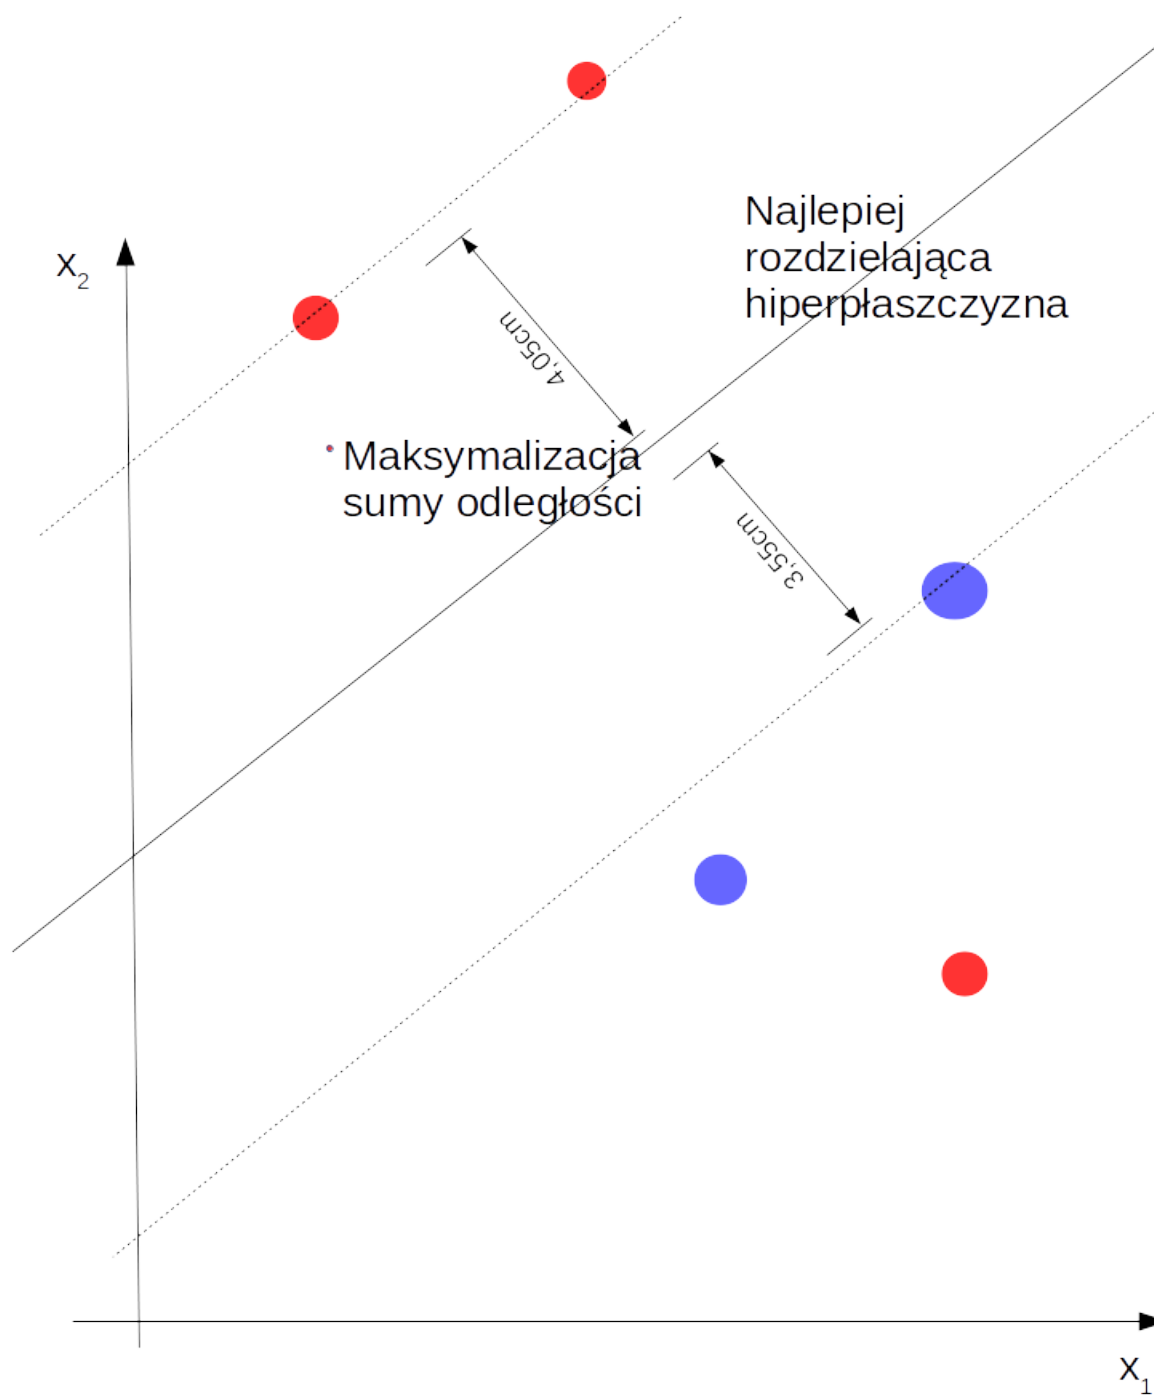 Najlepiej
rozdzielająca
hiperpłaszczyzna
X2
4,05cm
Maksymalizacja
sumy odległości
3,55cm
X1